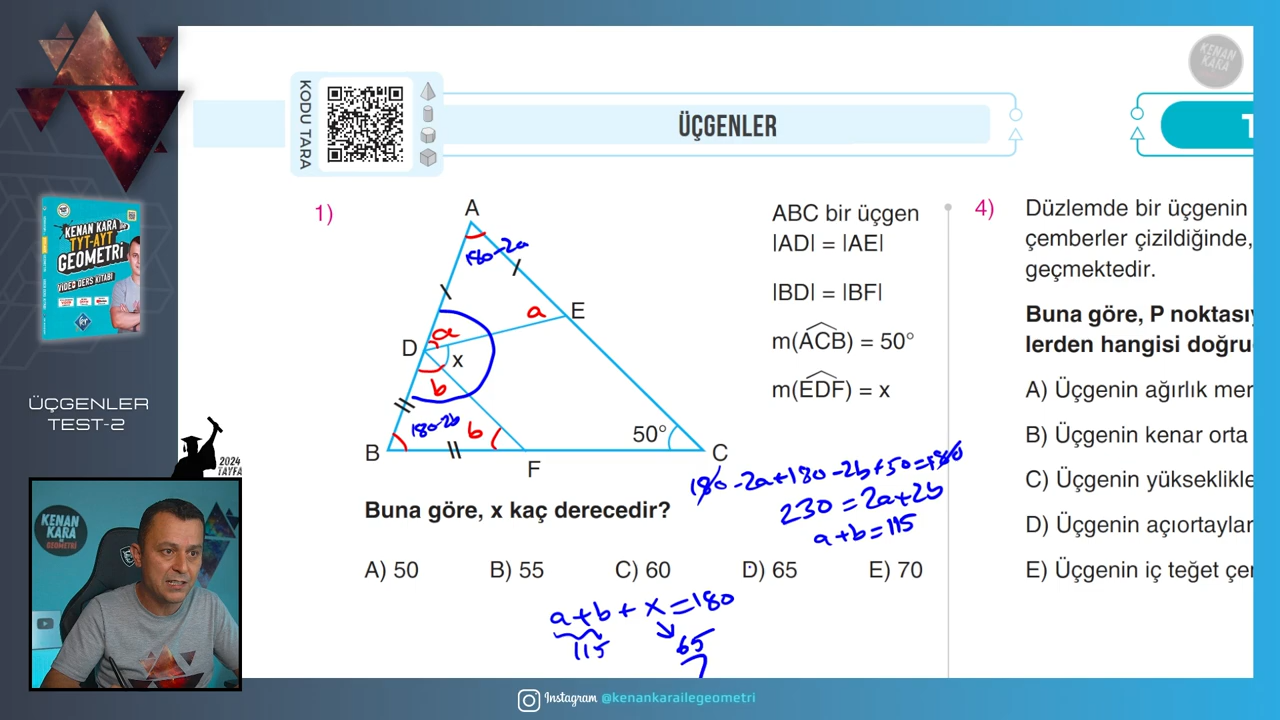 KENAN KARA ile
TYT-AYT
GEOMETRİ
VİDEO DERS KİTABI
ÜÇGENLER
TEST-2
2024
TAYFA
KENAN
KARA
GEOMETRİ
KODU TARA
ÜÇGENLER
KENAN
KARA
T
1)
A
180-2a
a
E
D
a
x
b
180-2b
b
50°
B
F
C
ABC bir üçgen
|AD| = |AE|
|BD| = |BF|
m(ACB) = 50°
m(EDF) = x
180-2a+180-2b+50=180
230=2a+2b
a+b=115
Buna göre, x kaç derecedir?
A) 50 B) 55 C) 60 D) 65 E) 70
a+b+x=180
115
65
4)
Düzlemde bir üçgenin
çemberler çizildiğinde,
geçmektedir.
Buna göre, P noktası
lerden hangisi doğru
A) Üçgenin ağırlık mer
B) Üçgenin kenar orta
C) Üçgenin yükseklikle
D) Üçgenin açıortaylar
E) Üçgenin iç teğet çe
Instagram @kenankarailegeometri